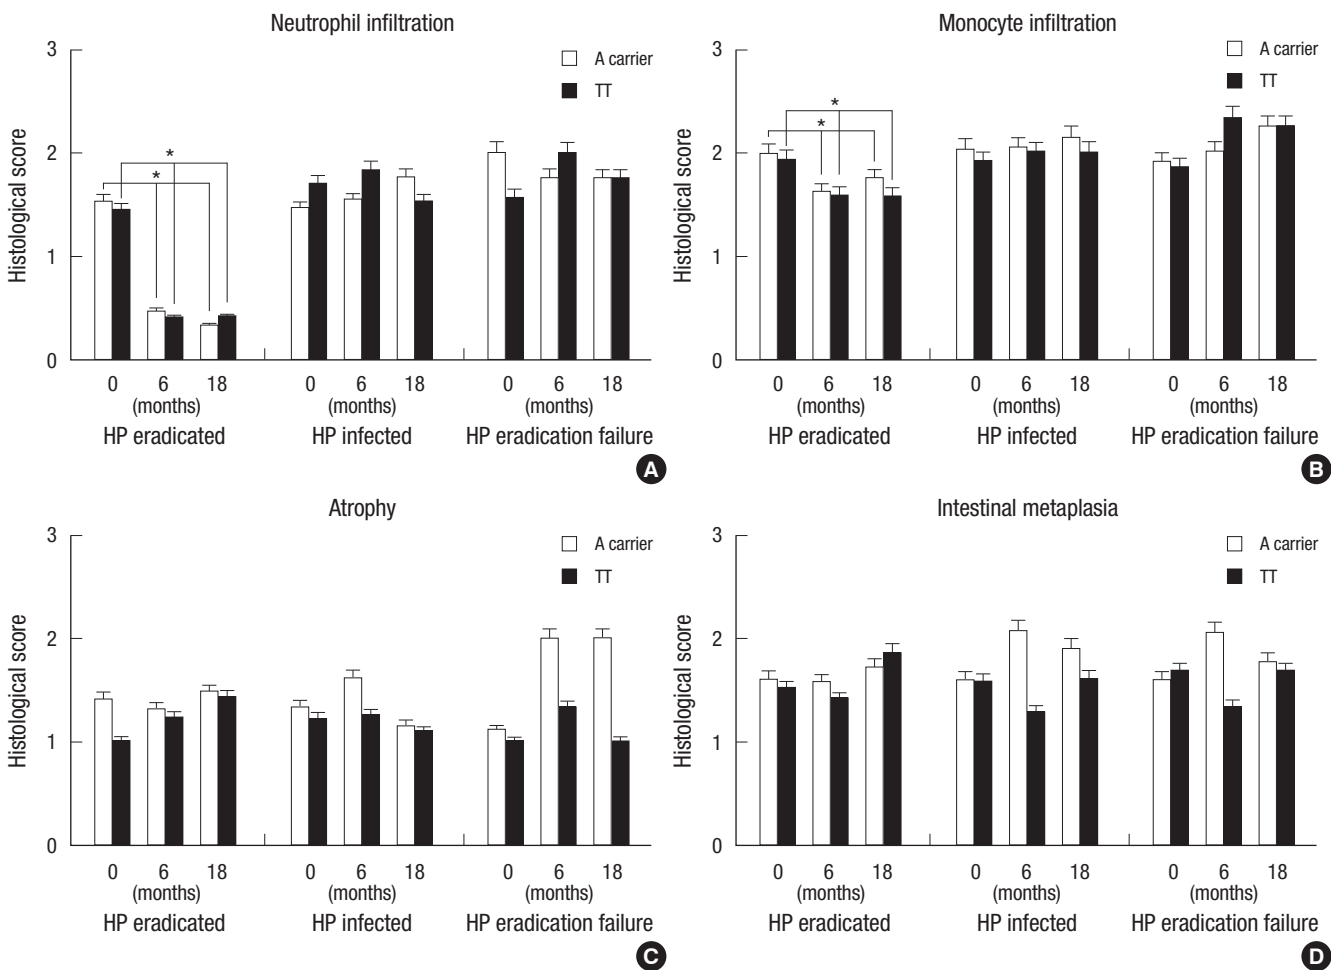 Neutrophil infiltration
3
2
1
0
Histological score
A carrier
TT
*
*
0 6 18 0 6 18 0 6 18
(months) (months) (months)
HP eradicated HP infected HP eradication failure
A
Monocyte infiltration
3
2
1
0
Histological score
A carrier
TT
*
*
0 6 18 0 6 18 0 6 18
(months) (months) (months)
HP eradicated HP infected HP eradication failure
B
Atrophy
3
2
1
0
Histological score
A carrier
TT
0 6 18 0 6 18 0 6 18
(months) (months) (months)
HP eradicated HP infected HP eradication failure
C
Intestinal metaplasia
3
2
1
0
Histological score
A carrier
TT
0 6 18 0 6 18 0 6 18
(months) (months) (months)
HP eradicated HP infected HP eradication failure
D